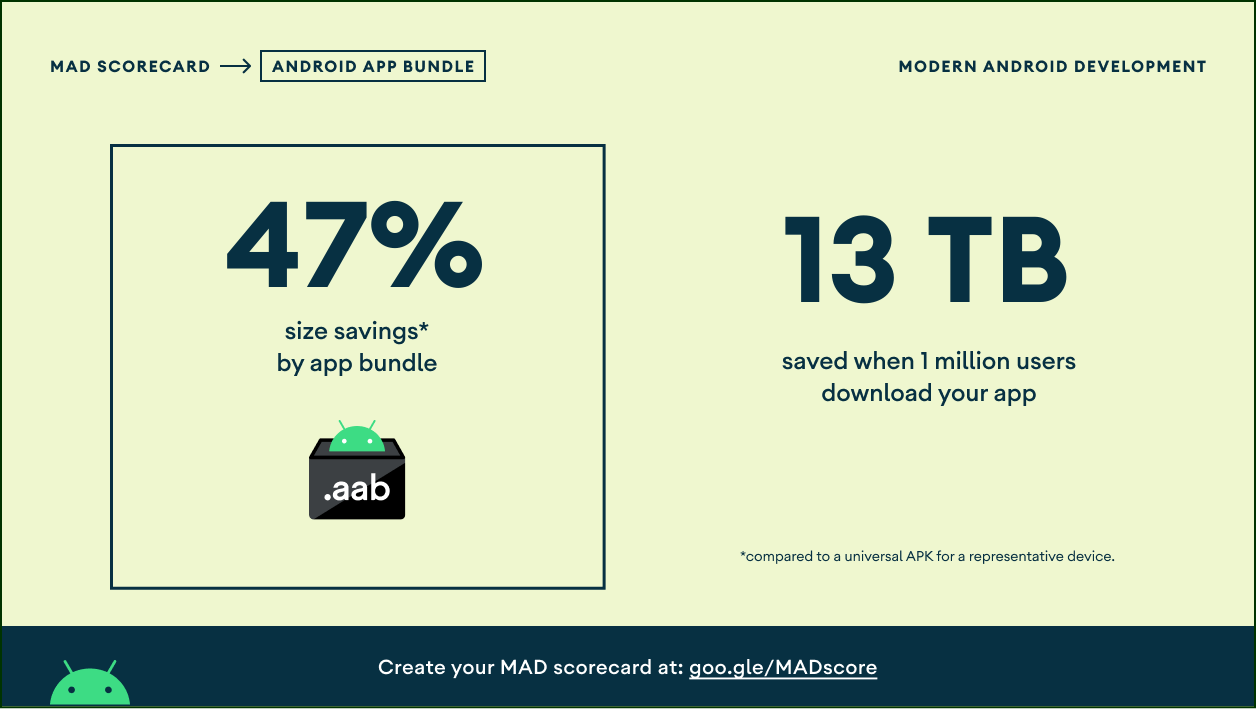 MAD SCORECARD → ANDROID APP BUNDLE
MODERN ANDROID DEVELOPMENT
47%
size savings*
by app bundle
.aab
13 TB
saved when 1 million users
download your app
*compared to a universal APK for a representative device.
Create your MAD scorecard at: goo.gle/MADscore